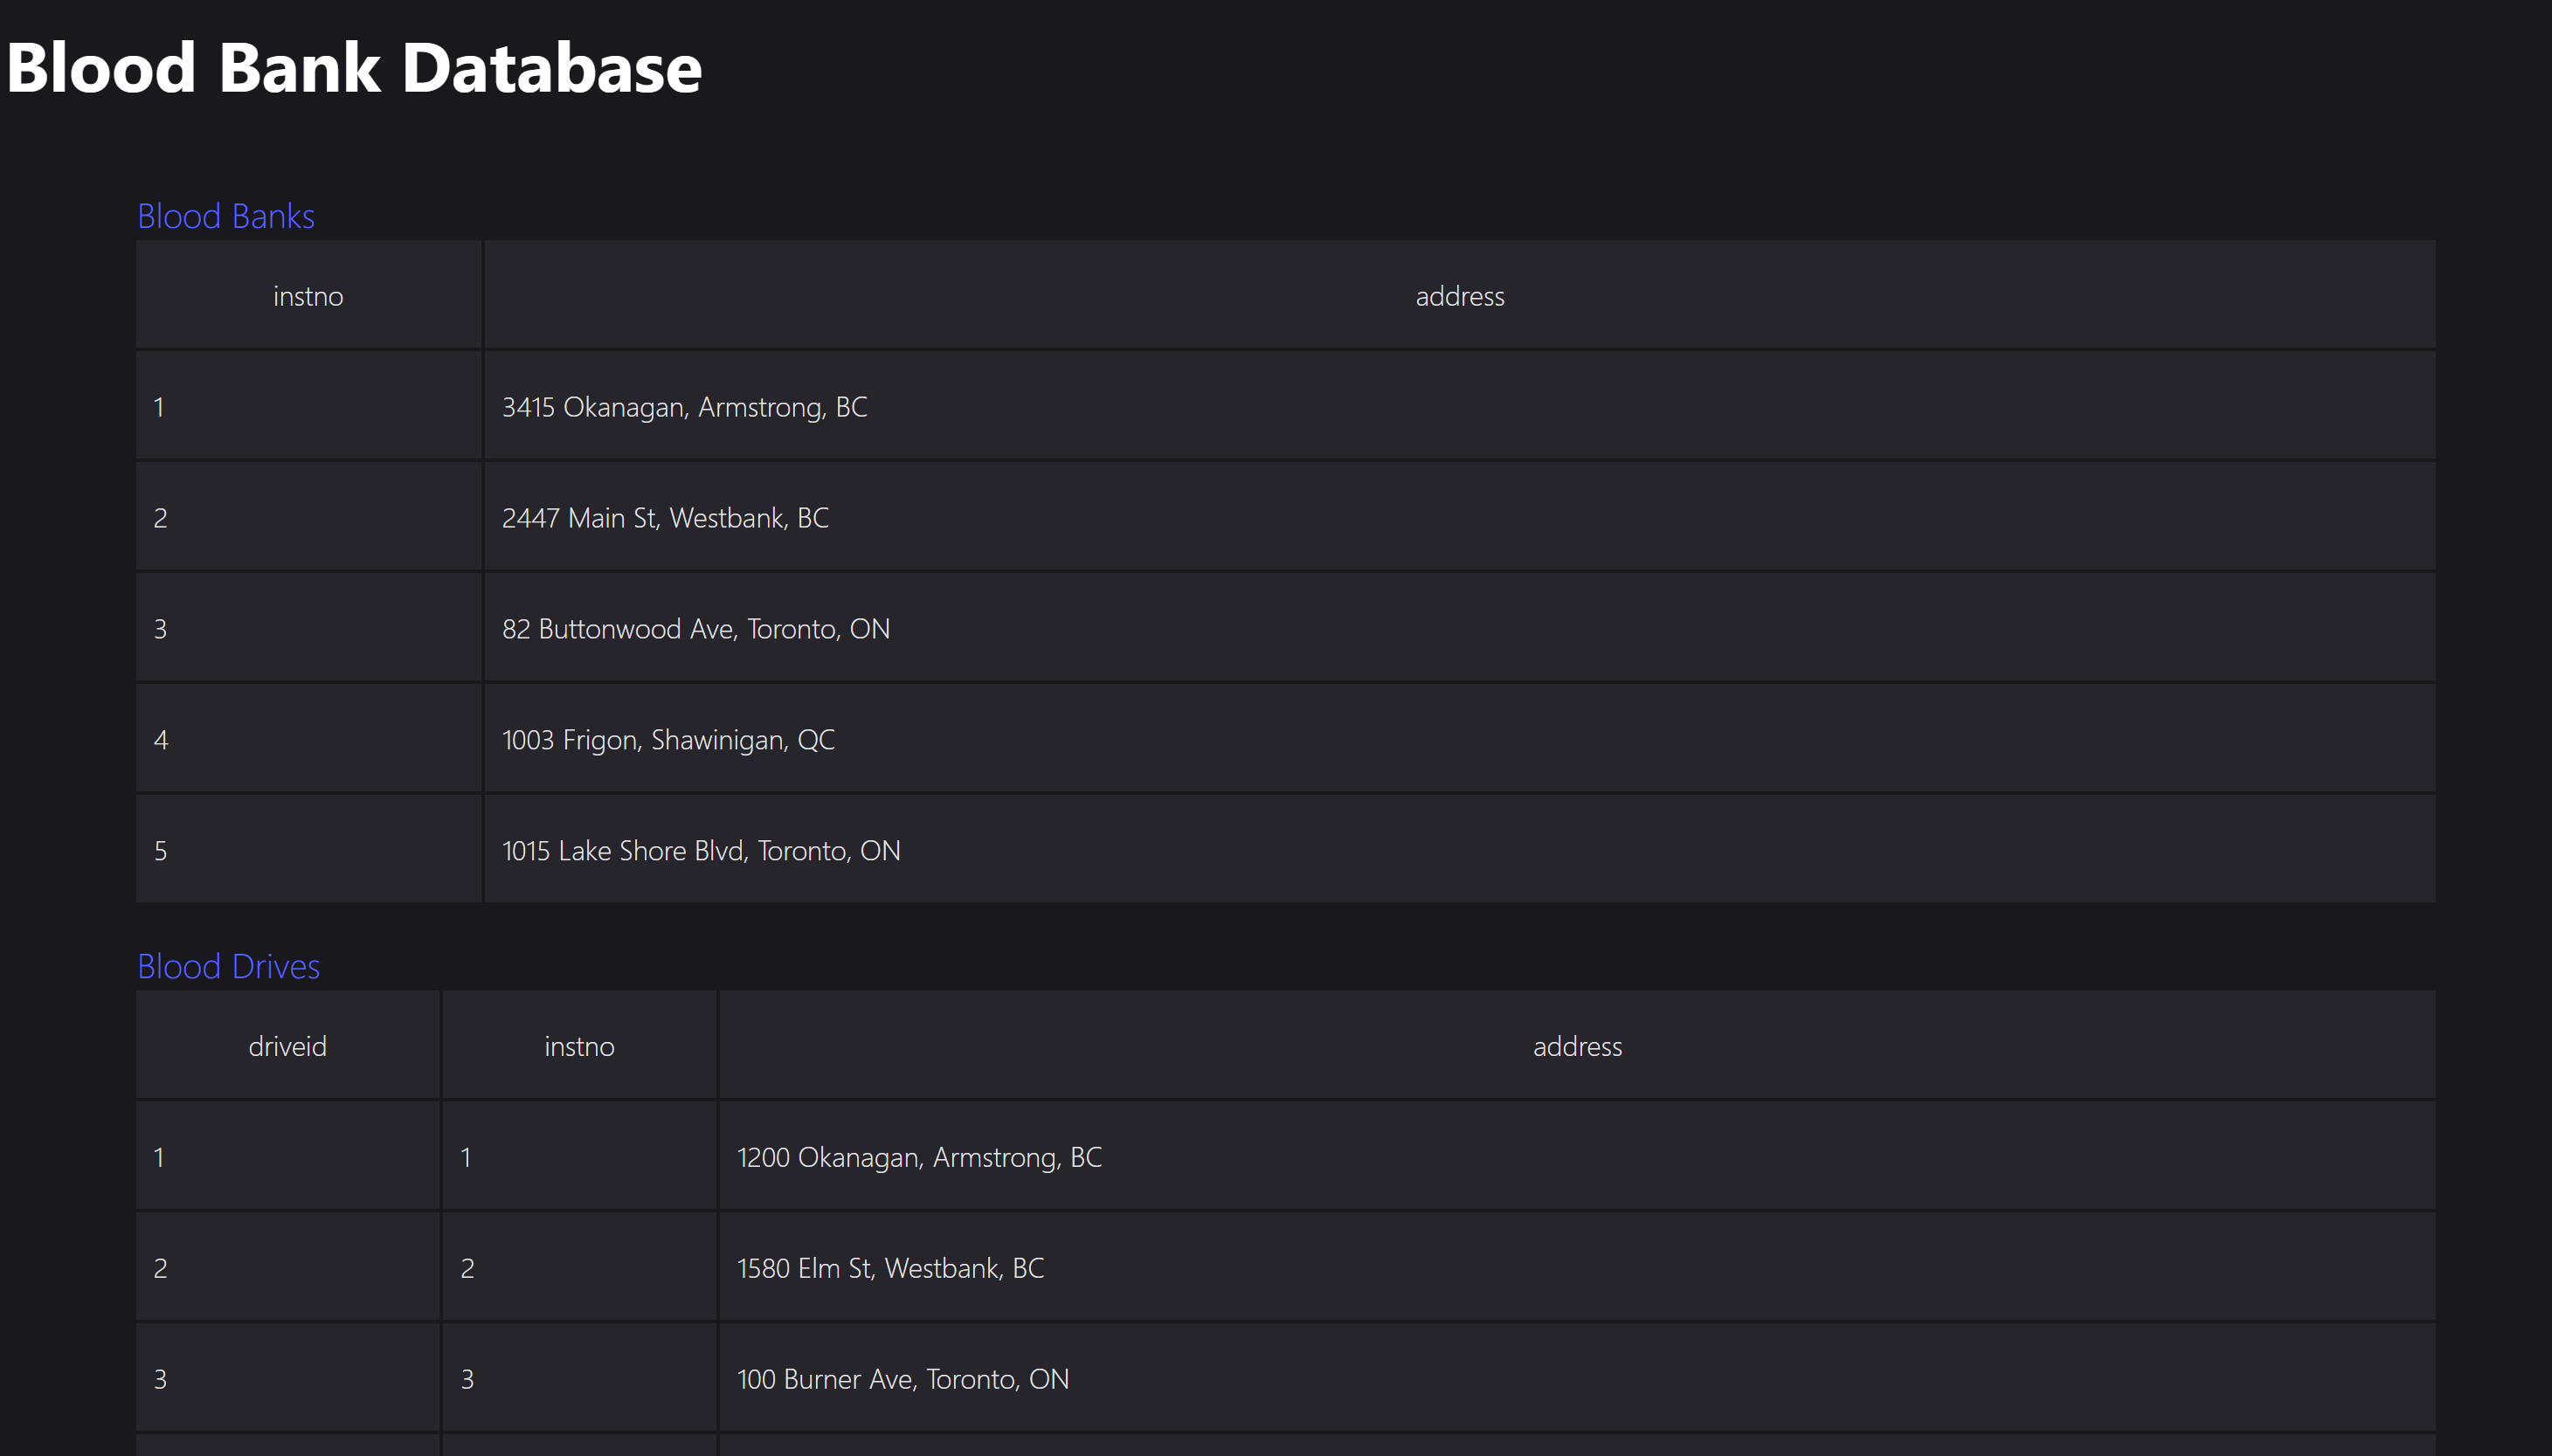 Blood Bank Database
Blood Banks
instno address
1 3415 Okanagan, Armstrong, BC
2 2447 Main St, Westbank, BC
3 82 Buttonwood Ave, Toronto, ON
4 1003 Frigon, Shawinigan, QC
5 1015 Lake Shore Blvd, Toronto, ON
Blood Drives
driveid instno address
1 1 1200 Okanagan, Armstrong, BC
2 2 1580 Elm St, Westbank, BC
3 3 100 Burner Ave, Toronto, ON